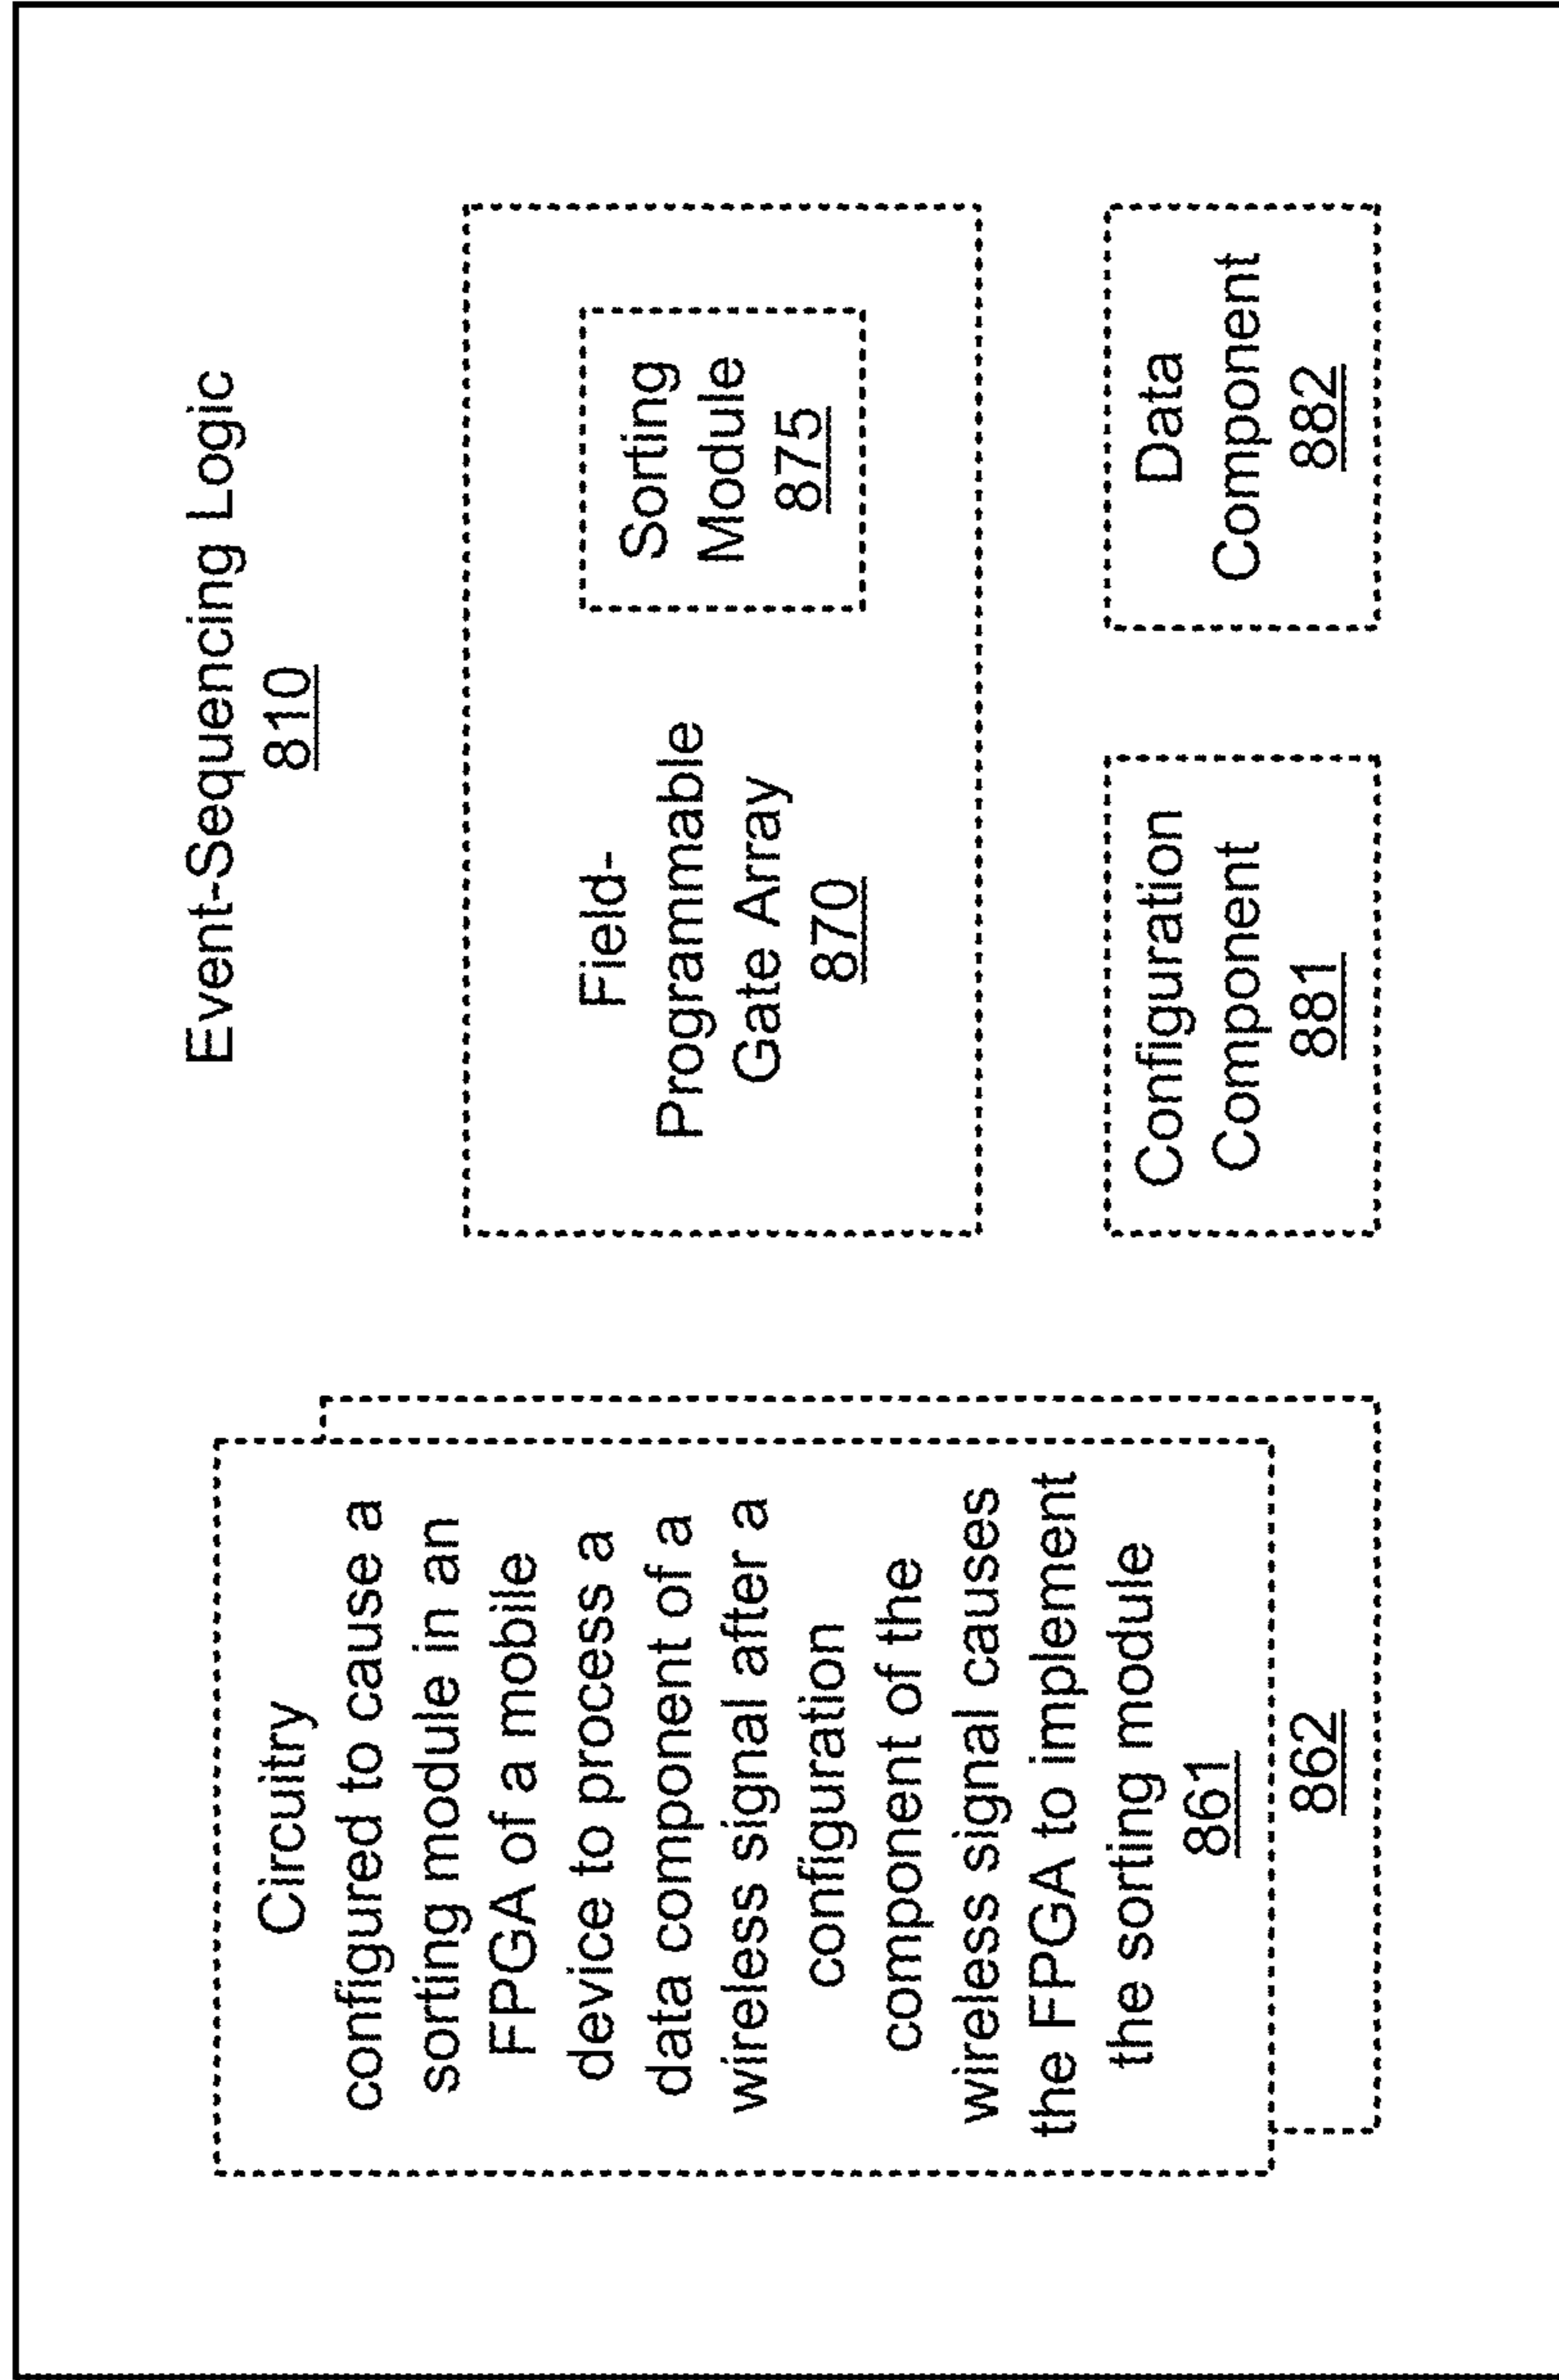 Event-Sequencing Logic
810
Circuitry
configured to cause a
sorting module in an
FPGA of a mobile
device to process a
data component of a
wireless signal after a
configuration
component of the
wireless signal causes
the FPGA to implement
the sorting module
861
862
Field-
Programmable
Gate Array
870
Sorting
Module
875
Configuration
Component
881
Data
Component
882